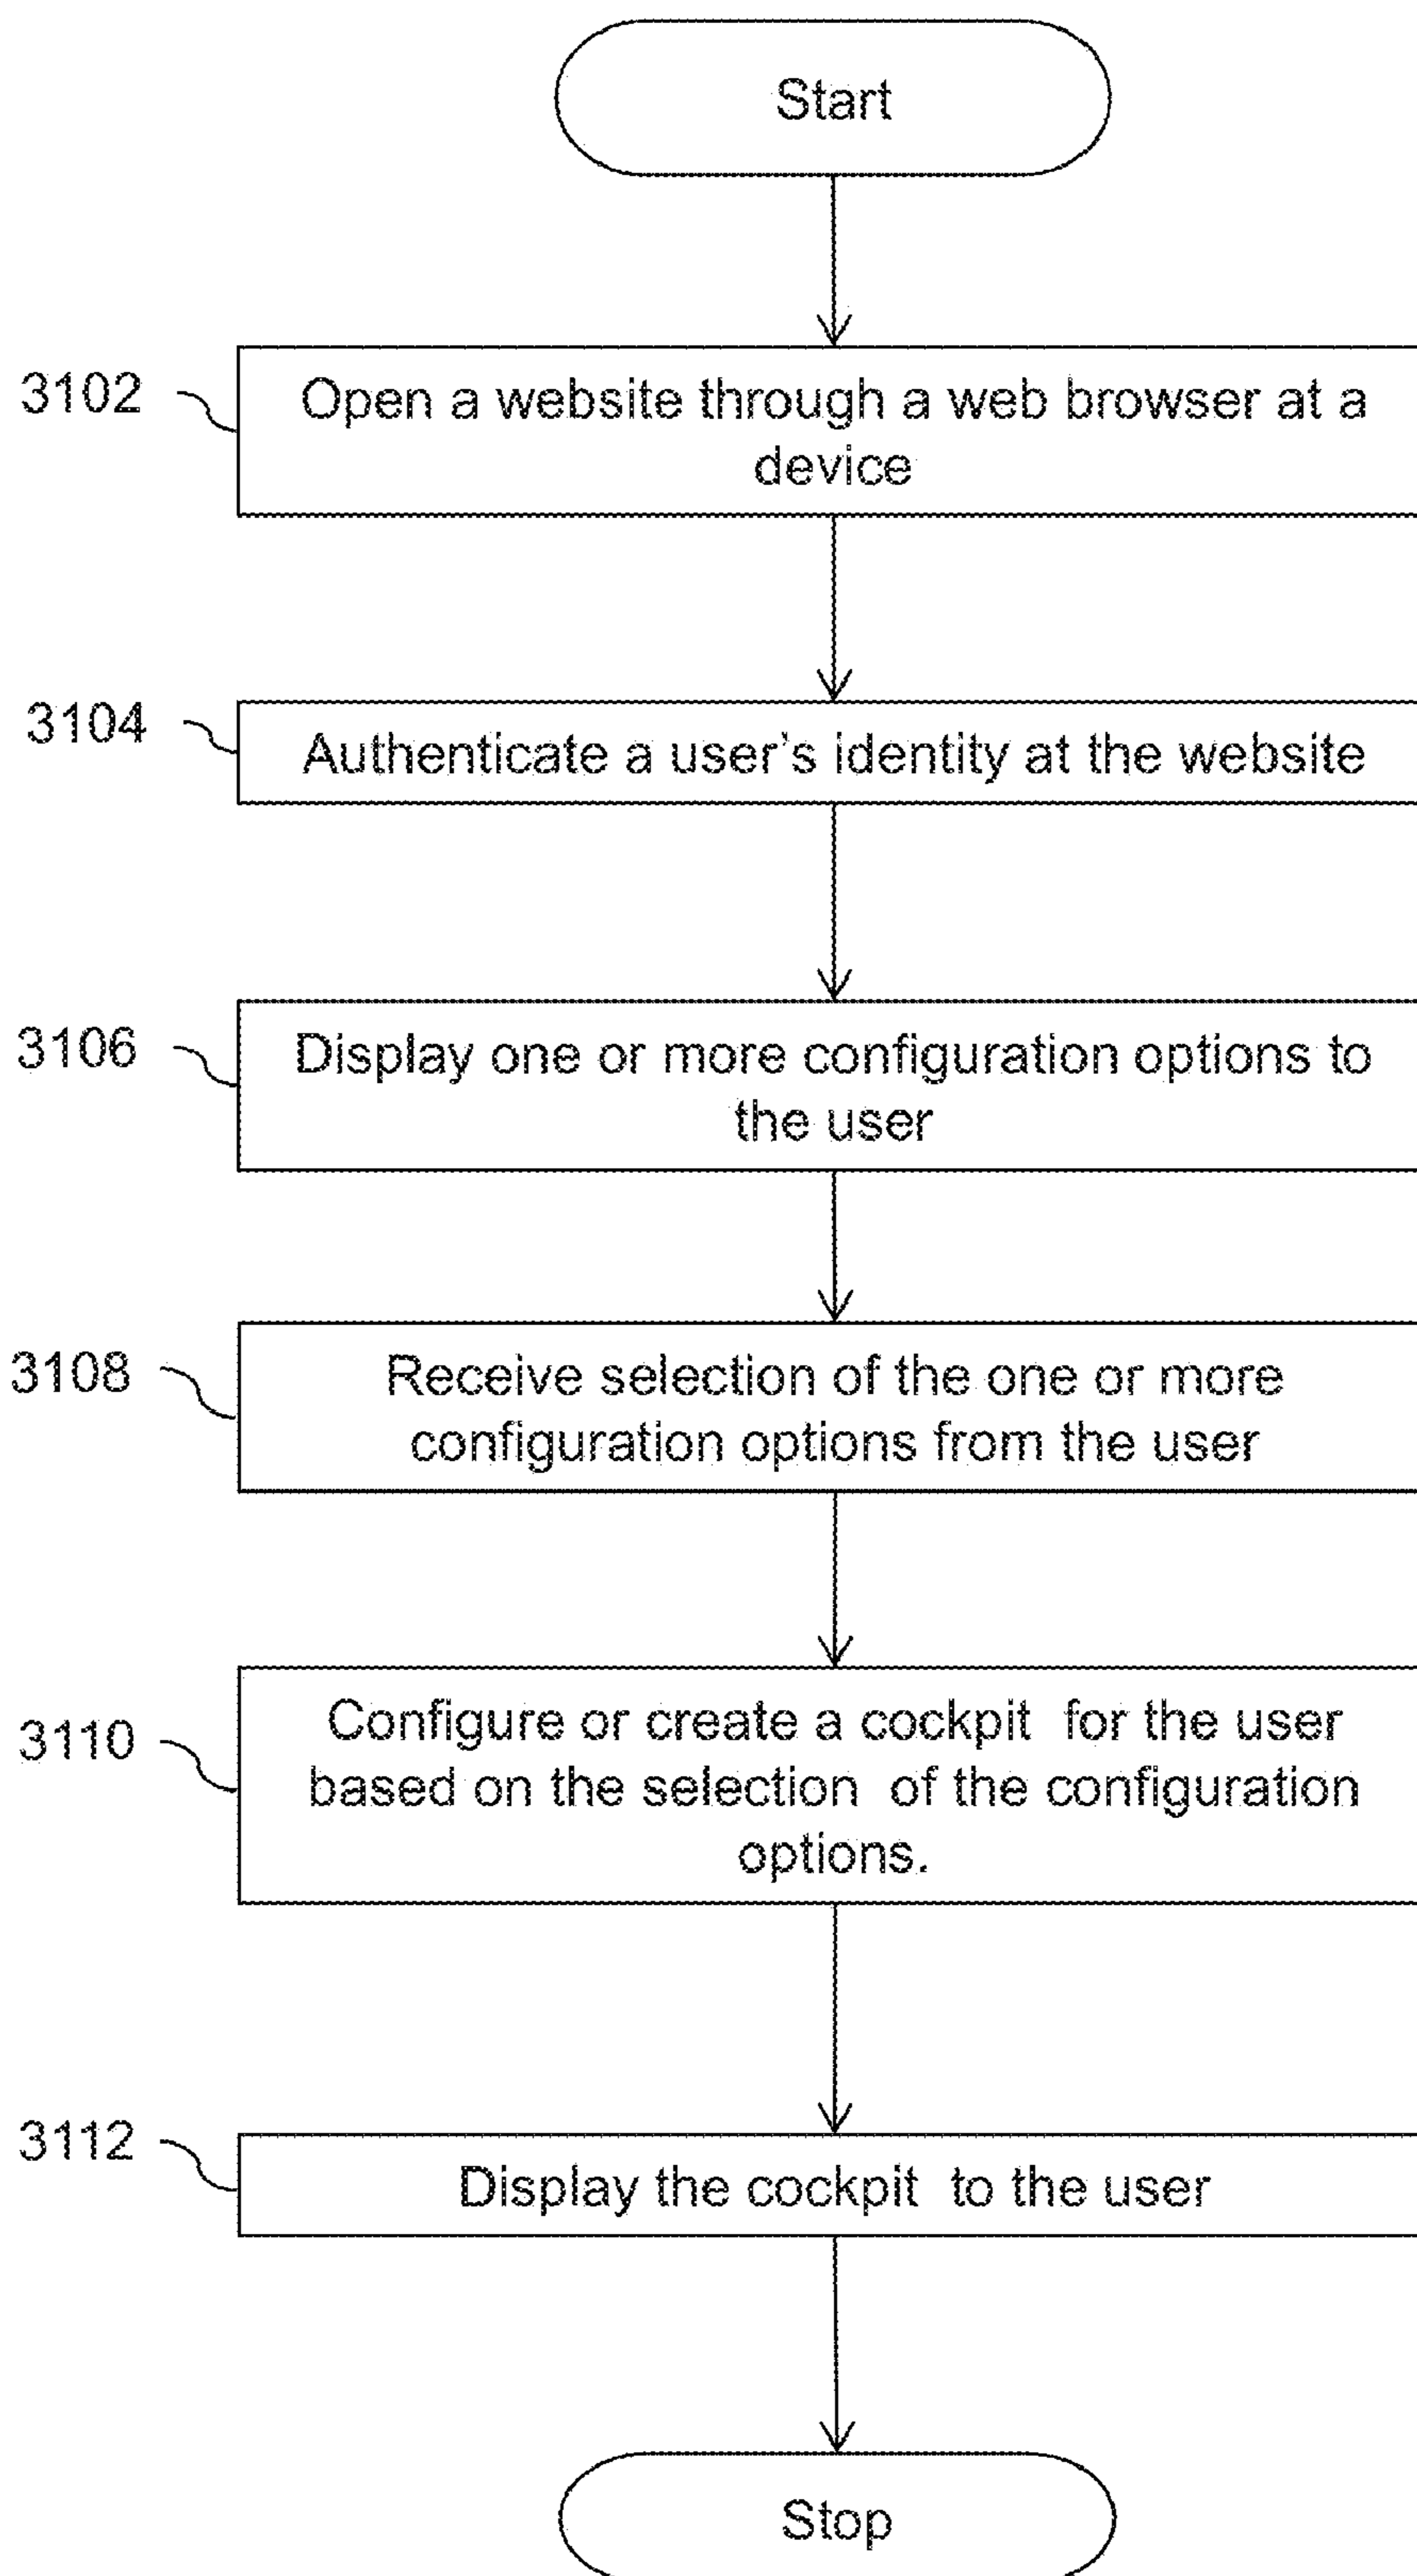 Start
3102
Open a website through a web browser at a
device
3104
Authenticate a user's identity at the website
3106
Display one or more configuration options to
the user
3108
Receive selection of the one or more
configuration options from the user
3110
Configure or create a cockpit for the user
based on the selection of the configuration
options.
3112
Display the cockpit to the user
Stop